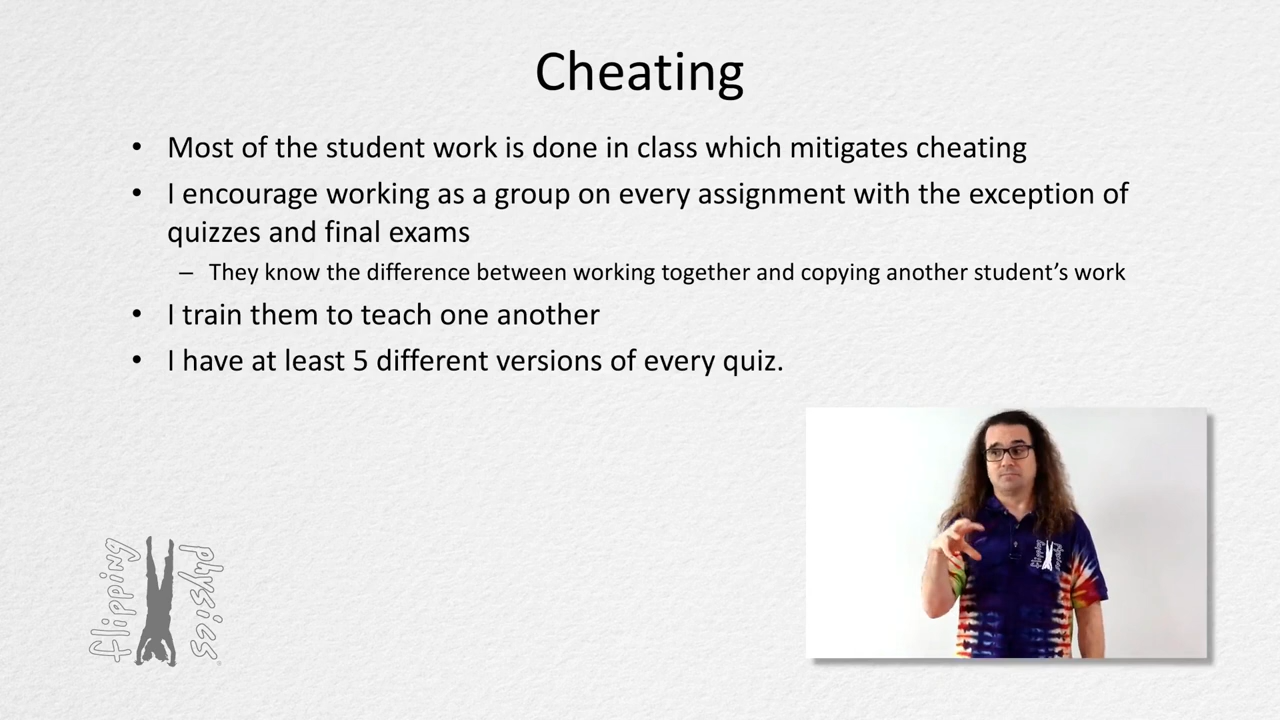 Cheating
• Most of the student work is done in class which mitigates cheating
• I encourage working as a group on every assignment with the exception of
quizzes and final exams
– They know the difference between working together and copying another student’s work
• I train them to teach one another
• I have at least 5 different versions of every quiz.
flipping
physics
flipping
physics